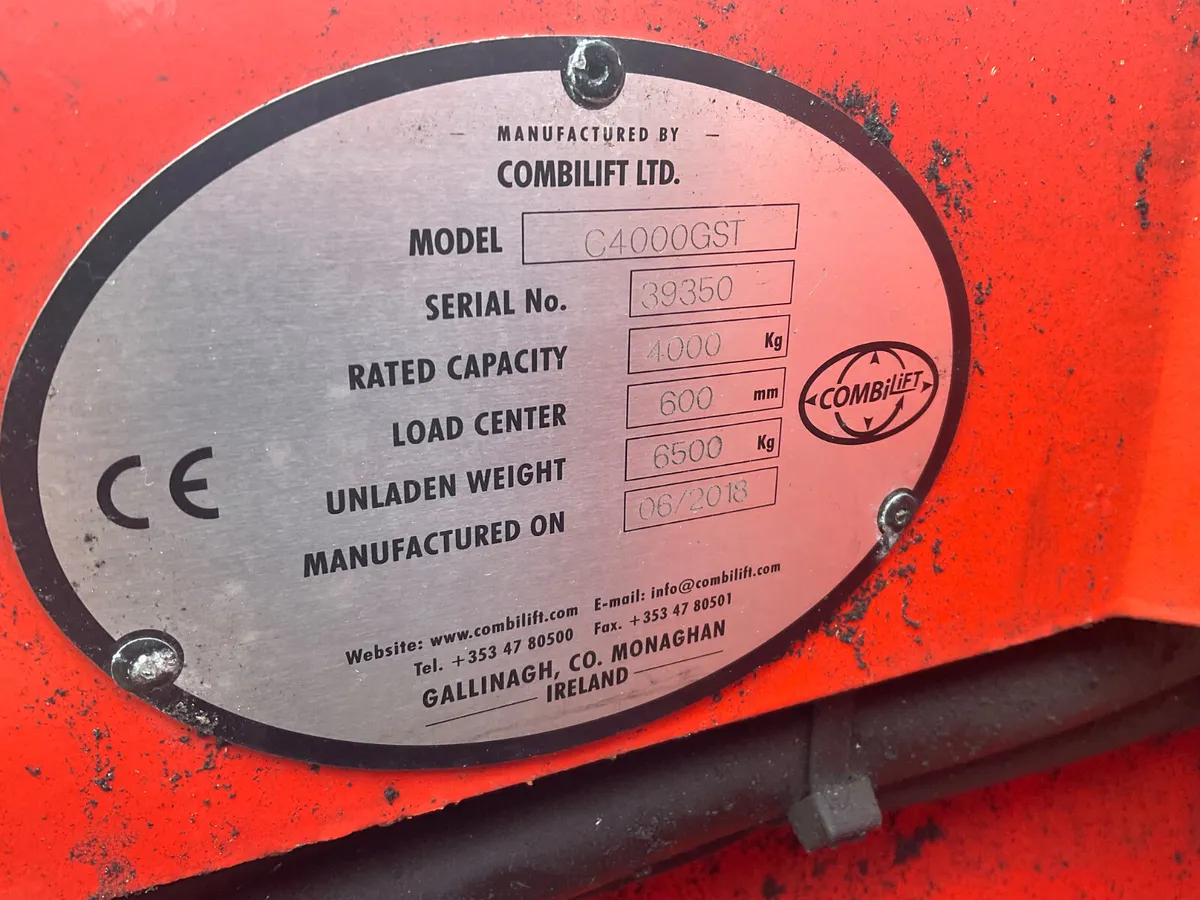 MANUFACTURED BY
COMBILIFT LTD.
MODEL C4000GST
SERIAL No. 39350
RATED CAPACITY 4000 Kg
LOAD CENTER 600 mm
UNLADEN WEIGHT 6500 Kg
MANUFACTURED ON 06/2018
CE
COMBiLiFT
Website: www.combilift.com E-mail: info@combilift.com
Tel. +353 47 80500 Fax. +353 47 80501
GALLINAGH, CO. MONAGHAN
IRELAND